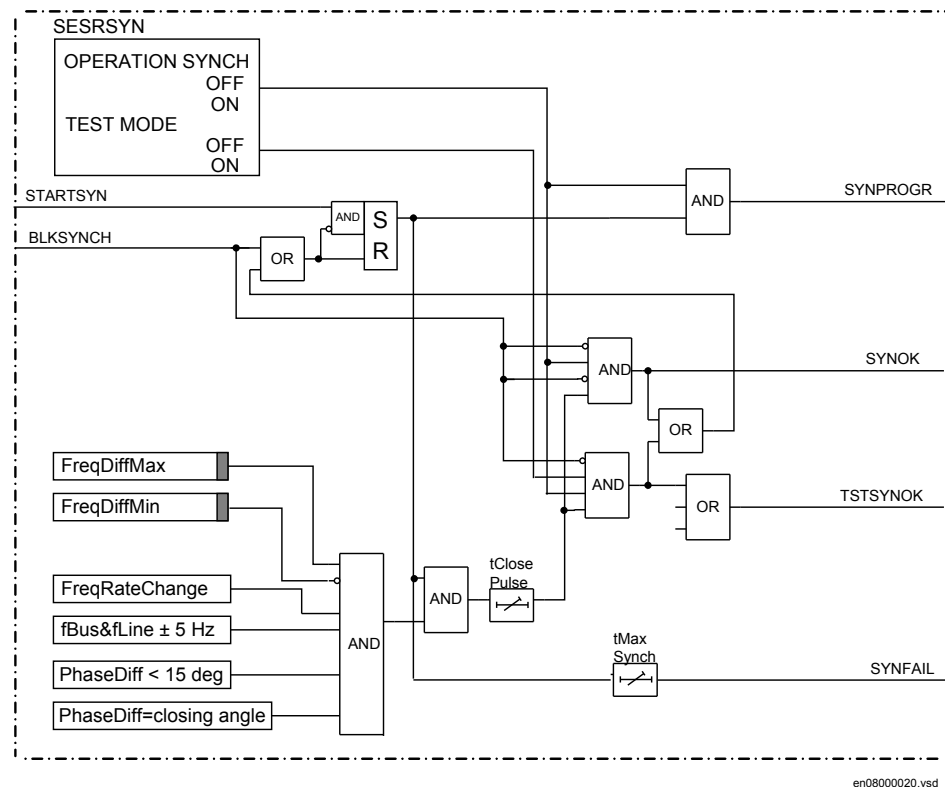 SESRSYN
OPERATION SYNCH
OFF
ON
TEST MODE
OFF
ON
STARTSYN
AND
S
R
AND
SYNPROGR
BLKSYNCH
OR
AND
SYNOK
OR
FreqDiffMax
AND
TSTSYNOK
FreqDiffMin
OR
tClose
Pulse
FreqRateChange
AND
fBus&fLine ± 5 Hz
AND
tMax
Synch
PhaseDiff < 15 deg
SYNFAIL
PhaseDiff=closing angle
en08000020.vsd